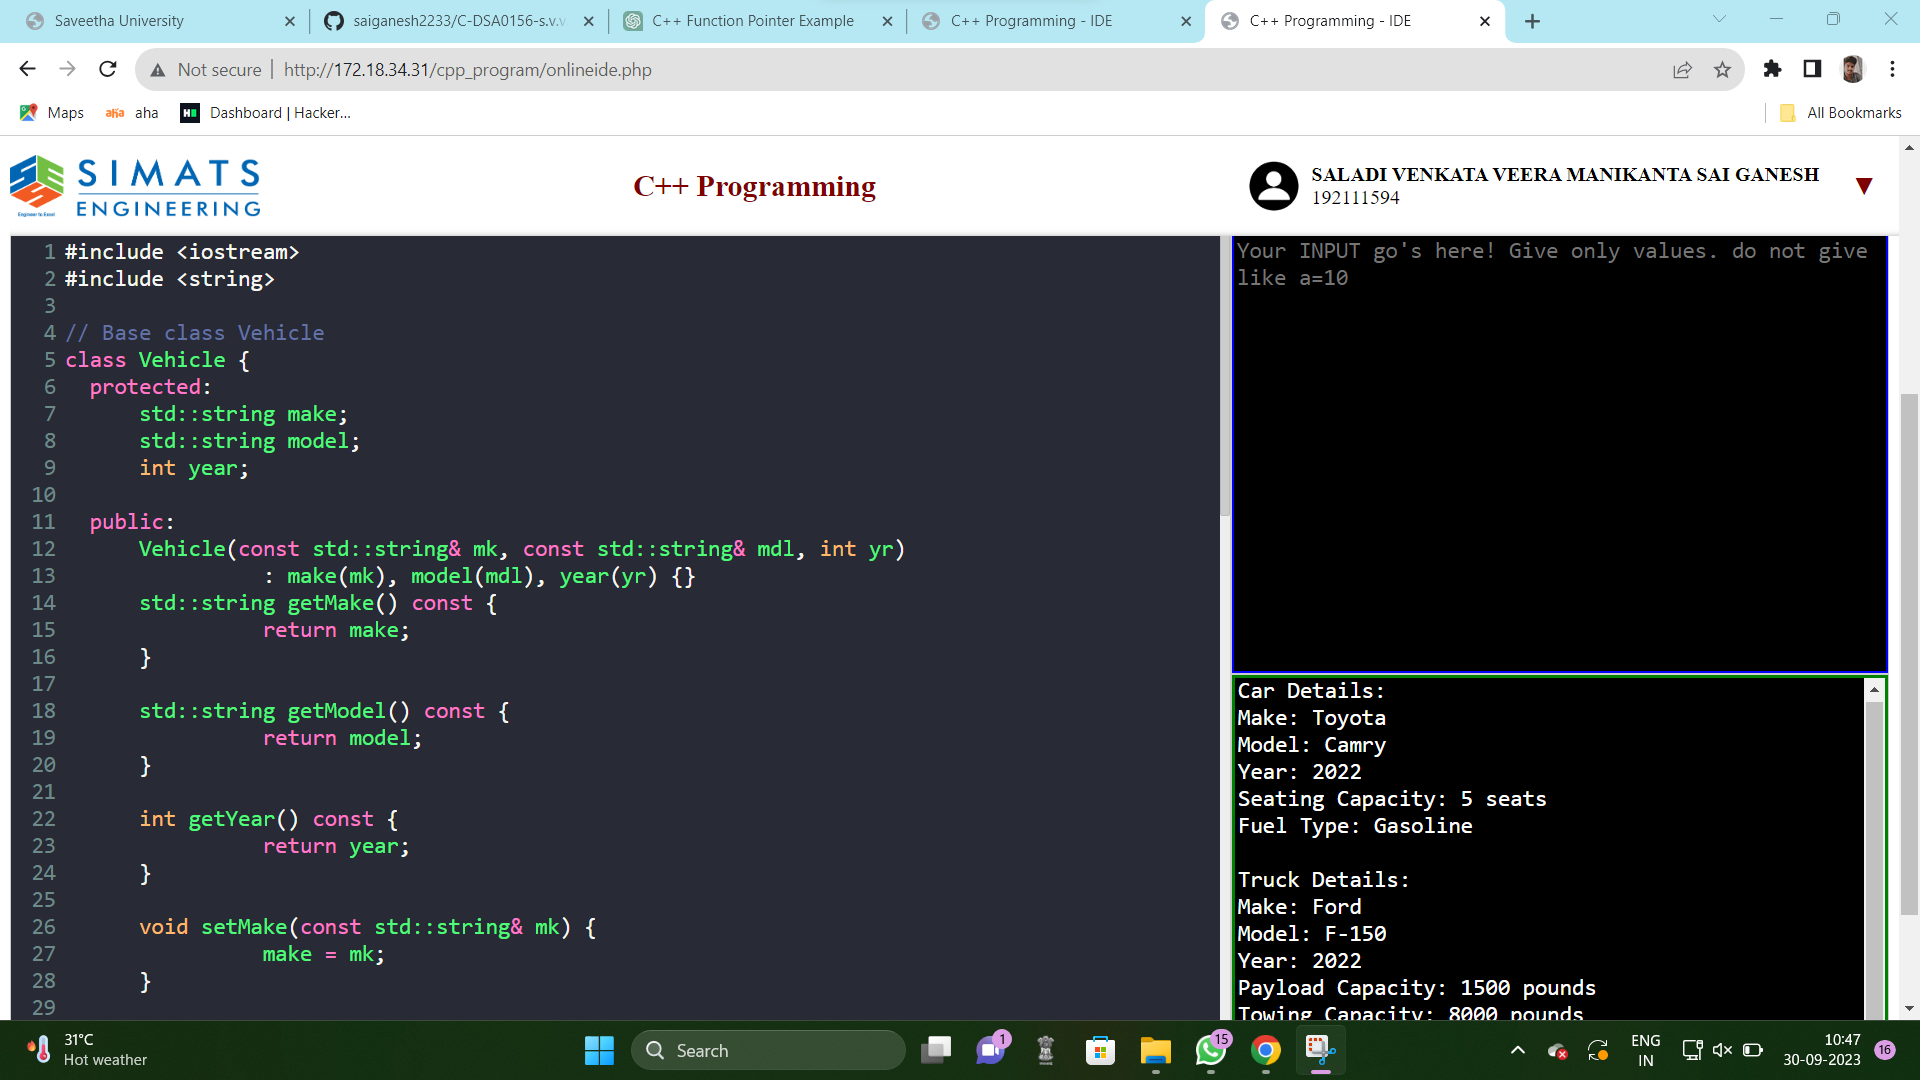 Saveetha University
saiganesh2233/C-DSA0156-s.v.v
C++ Function Pointer Example
C++ Programming - IDE
C++ Programming - IDE
Not secure
http://172.18.34.31/cpp_program/onlineide.php
Maps
aha aha
H Dashboard | Hacker...
All Bookmarks
SIMATS
ENGINEERING
Engineer to Excel
C++ Programming
SALADI VENKATA VEERA MANIKANTA SAI GANESH
192111594
1 #include <iostream>
2 #include <string>
3
4 // Base class Vehicle
5 class Vehicle {
6 protected:
7 std::string make;
8 std::string model;
9 int year;
10
11 public:
12 Vehicle(const std::string& mk, const std::string& mdl, int yr)
13 : make(mk), model(mdl), year(yr) {}
14 std::string getMake() const {
15 return make;
16 }
17
18 std::string getModel() const {
19 return model;
20 }
21
22 int getYear() const {
23 return year;
24 }
25
26 void setMake(const std::string& mk) {
27 make = mk;
28 }
29
Your INPUT go's here! Give only values. do not give
like a=10
Car Details:
Make: Toyota
Model: Camry
Year: 2022
Seating Capacity: 5 seats
Fuel Type: Gasoline
Truck Details:
Make: Ford
Model: F-150
Year: 2022
Payload Capacity: 1500 pounds
Towing Capacity: 8000 pounds
31°C
Hot weather
Search
1
15
ENG
IN
10:47
30-09-2023
16